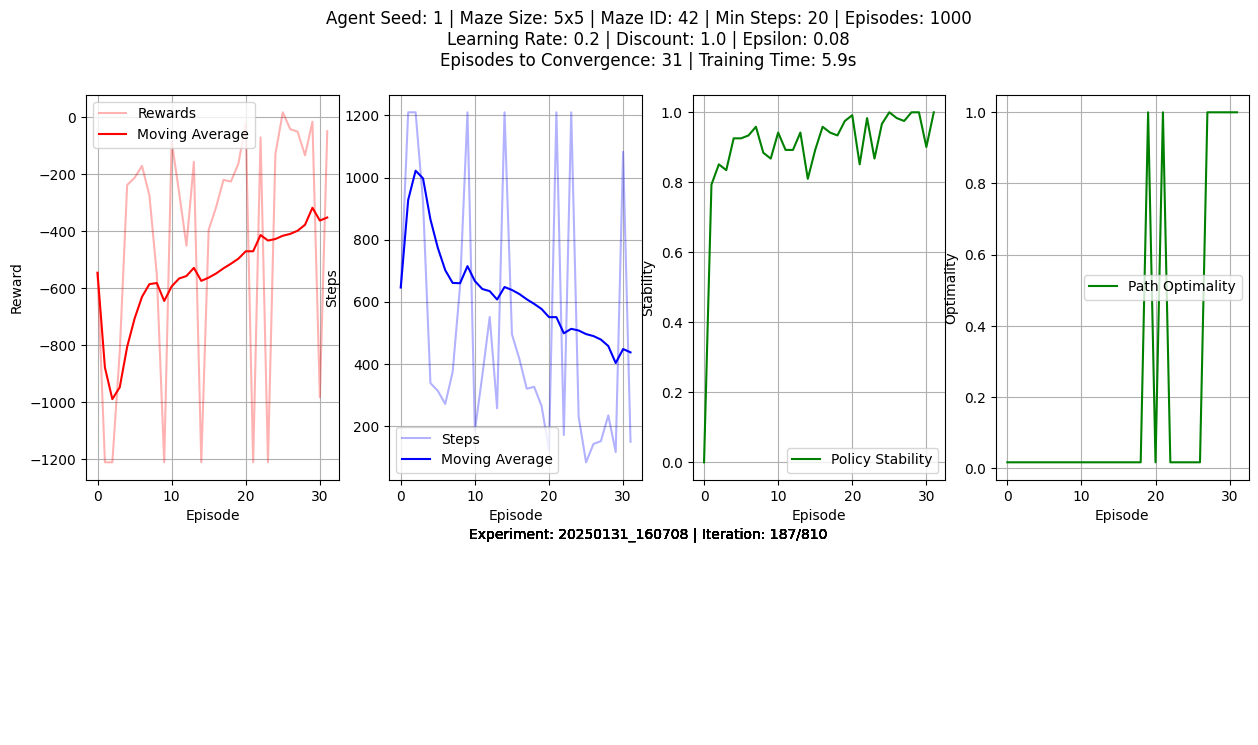 Agent Seed: 1 | Maze Size: 5x5 | Maze ID: 42 | Min Steps: 20 | Episodes: 1000
Learning Rate: 0.2 | Discount: 1.0 | Epsilon: 0.08
Episodes to Convergence: 31 | Training Time: 5.9s
Reward
0
−200
−400
−600
−800
−1000
−1200
Rewards
Moving Average
0
10
20
30
Episode
Steps
1200
1000
800
600
400
200
Steps
Moving Average
0
10
20
30
Episode
Stability
1.0
0.8
0.6
0.4
0.2
0.0
Policy Stability
0
10
20
30
Episode
Optimality
1.0
0.8
0.6
0.4
0.2
0.0
Path Optimality
0
10
20
30
Episode
Experiment: 20250131_160708 | Iteration: 187/810